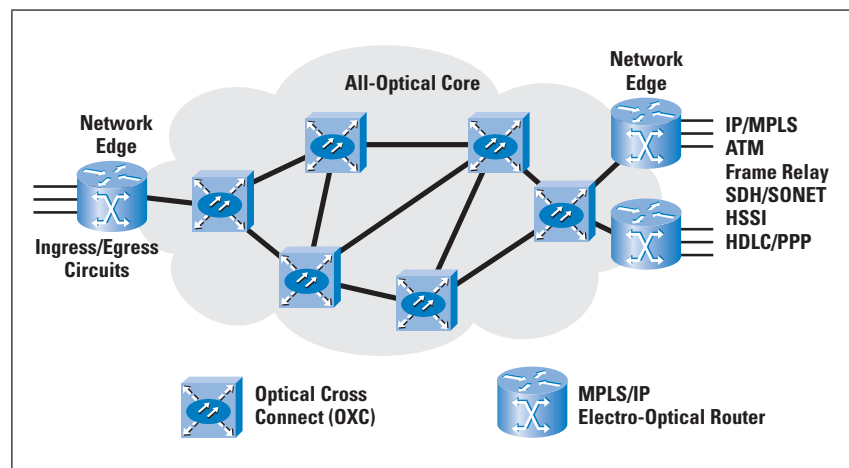 All-Optical Core
Network
Edge
Network
Edge
IP/MPLS
ATM
Frame Relay
SDH/SONET
HSSI
HDLC/PPP
Ingress/Egress
Circuits
Optical Cross
Connect (OXC)
MPLS/IP
Electro-Optical Router